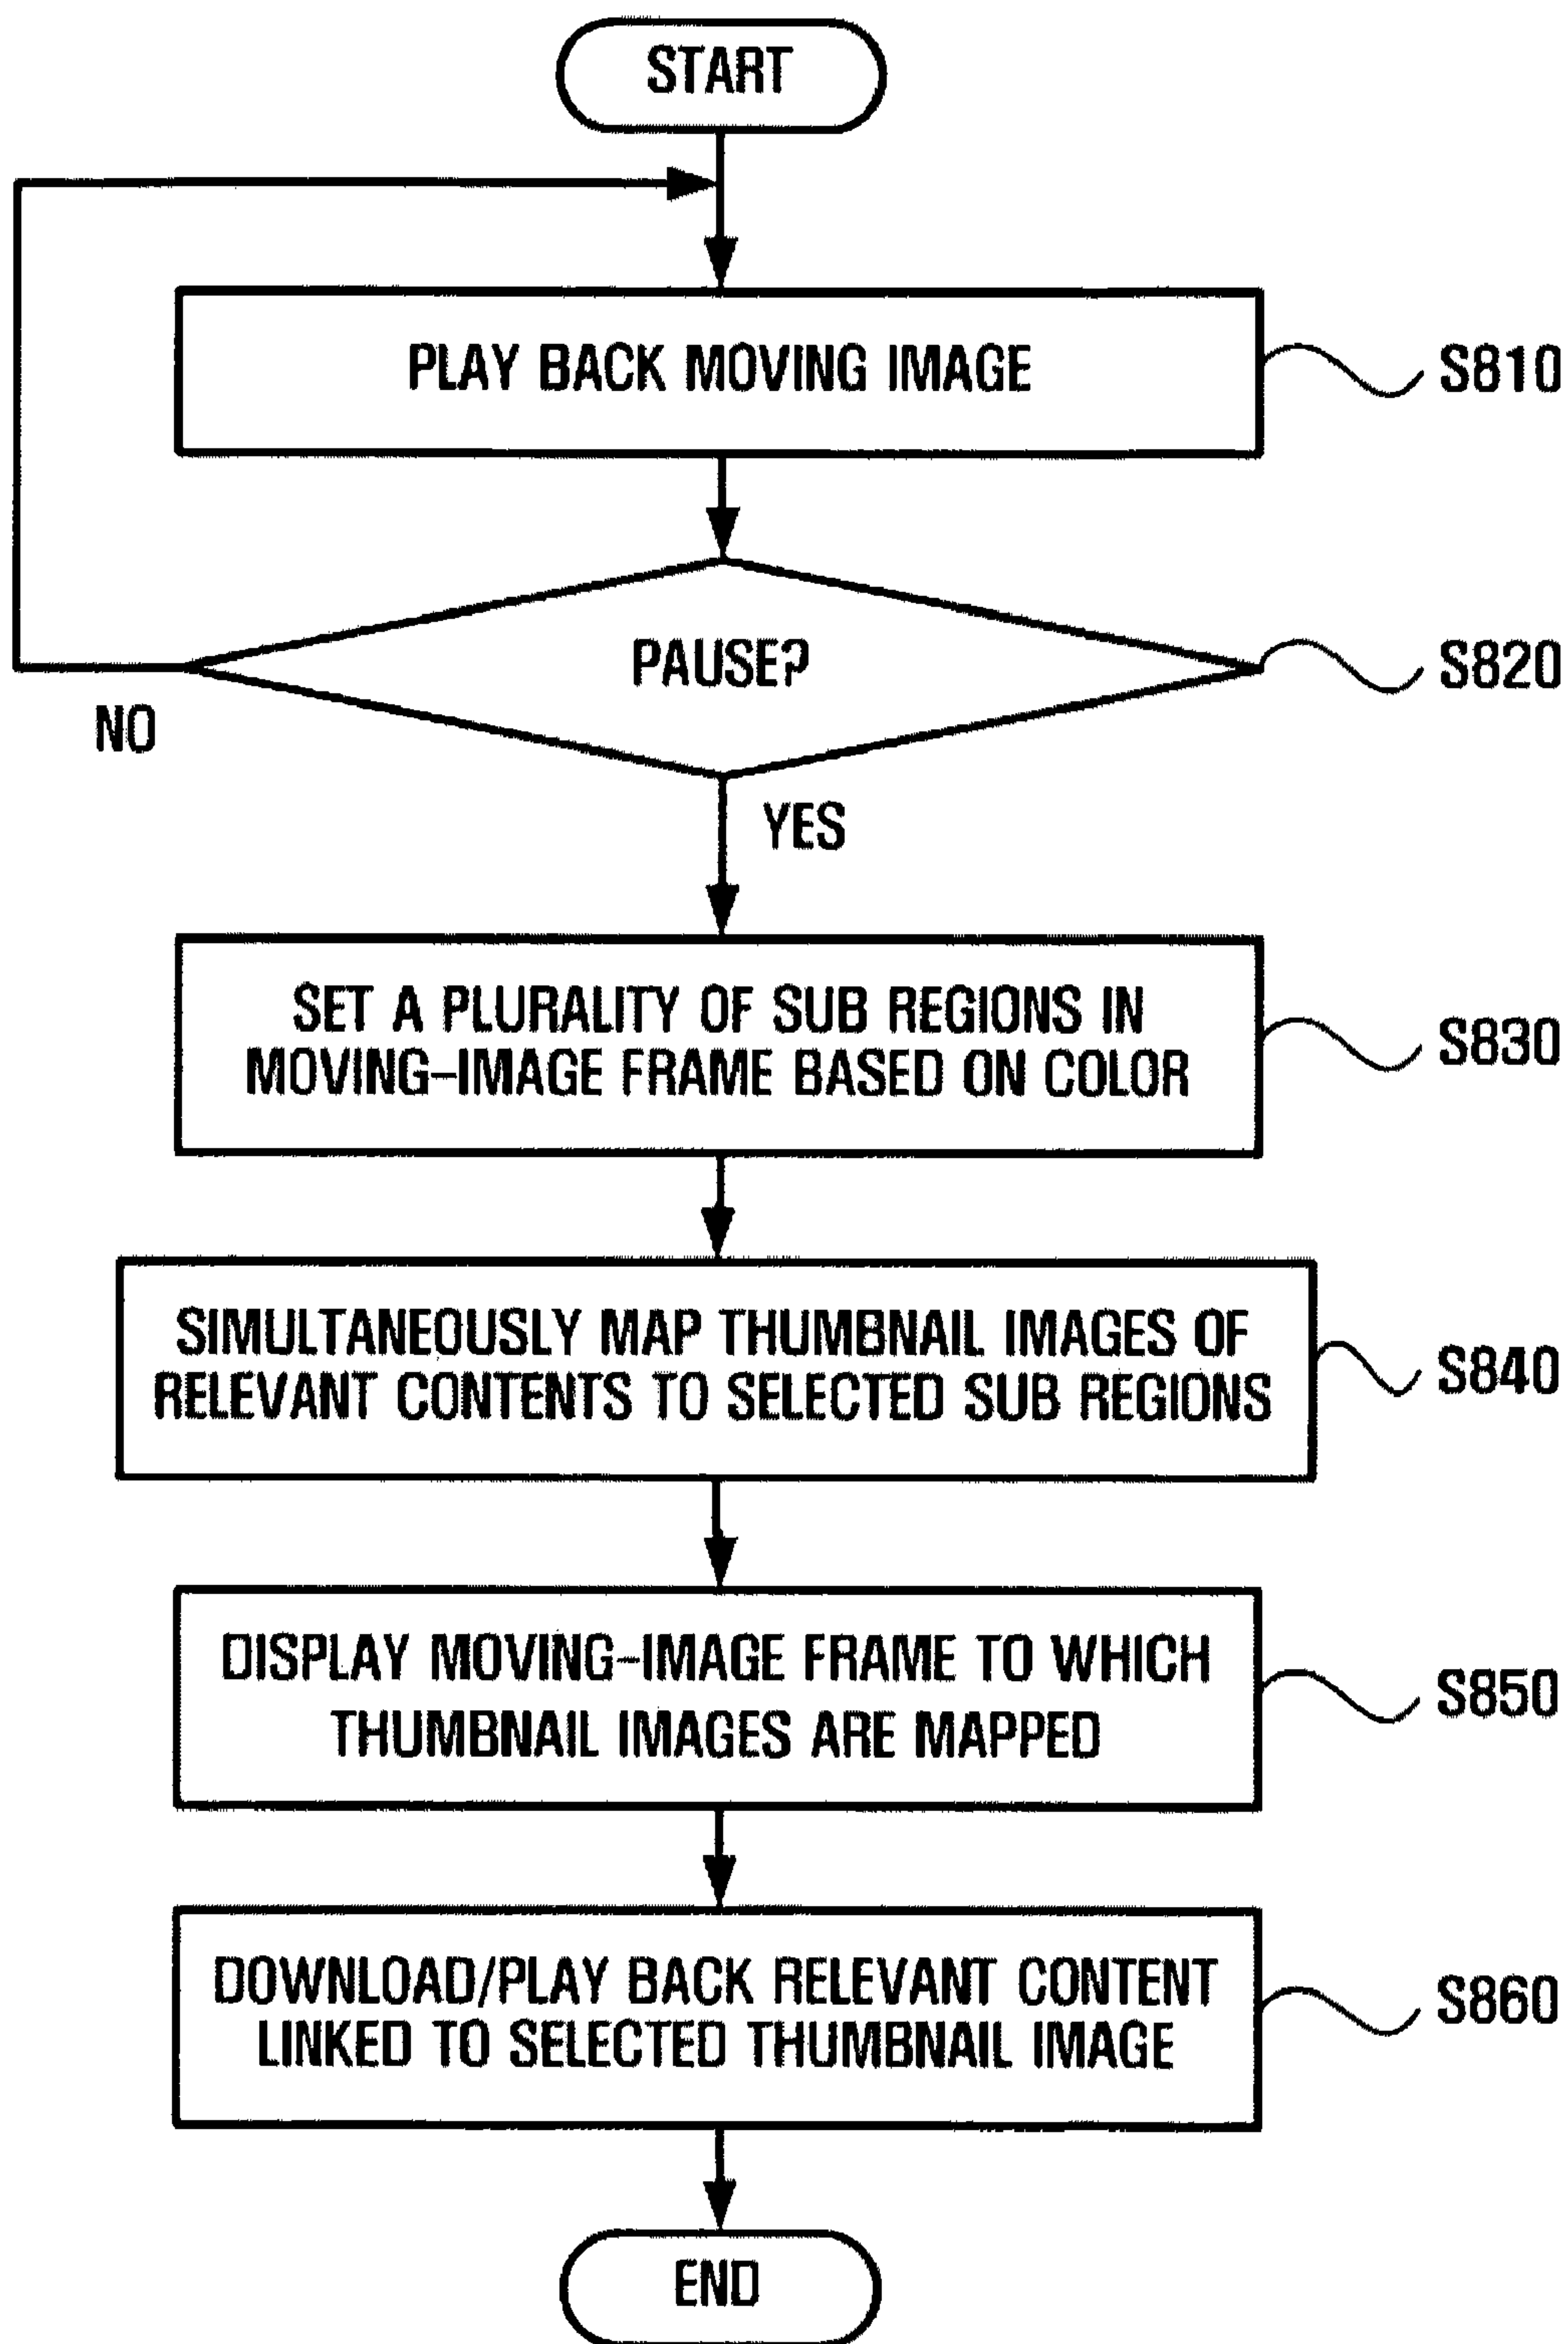 START
PLAY BACK MOVING IMAGE
S810
PAUSE?
S820
NO
YES
SET A PLURALITY OF SUB REGIONS IN
MOVING-IMAGE FRAME BASED ON COLOR
S830
SIMULTANEOUSLY MAP THUMBNAIL IMAGES OF
RELEVANT CONTENTS TO SELECTED SUB REGIONS
S840
DISPLAY MOVING-IMAGE FRAME TO WHICH
THUMBNAIL IMAGES ARE MAPPED
S850
DOWNLOAD/PLAY BACK RELEVANT CONTENT
LINKED TO SELECTED THUMBNAIL IMAGE
S860
END